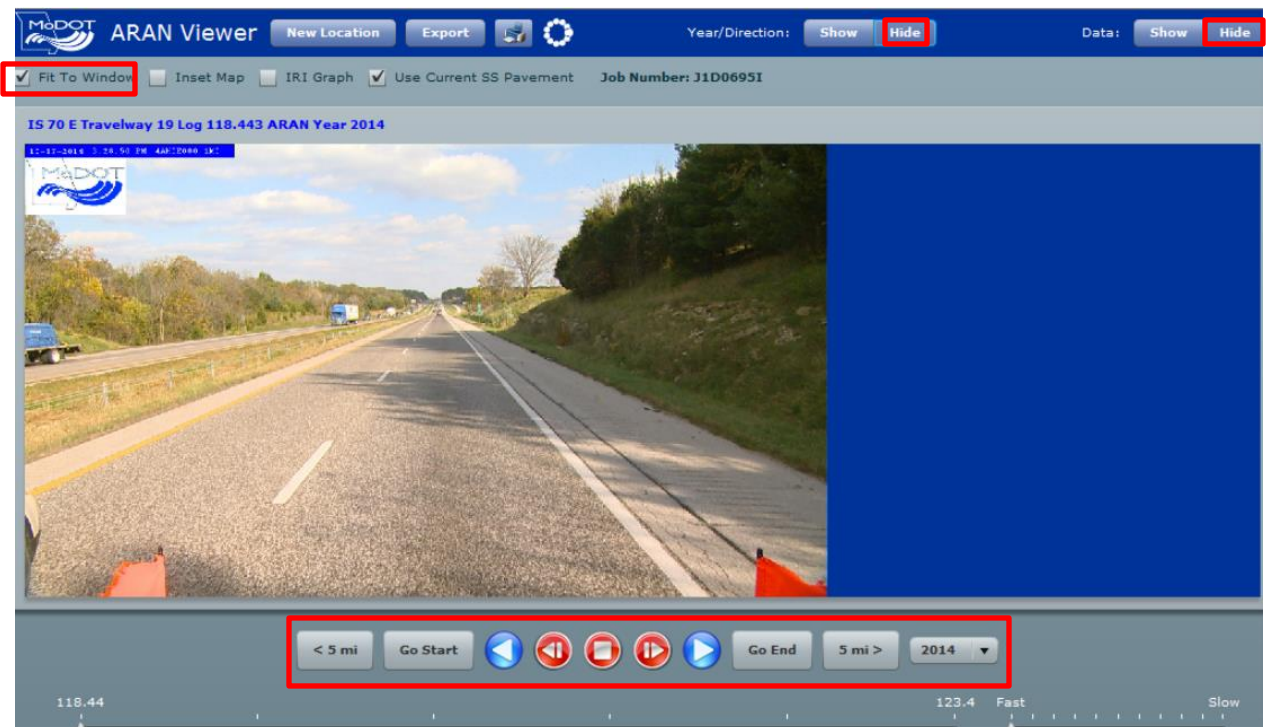 MoDOT ARAN Viewer New Location Export Year/Direction: Show Hide Data: Show Hide
Fit To Window Inset Map IRI Graph Use Current SS Pavement Job Number: J1D0695I
IS 70 E Travelway 19 Log 118.443 ARAN Year 2014
MoDOT
< 5 mi Go Start Go End 5 mi > 2014
118.44 123.4 Fast Slow